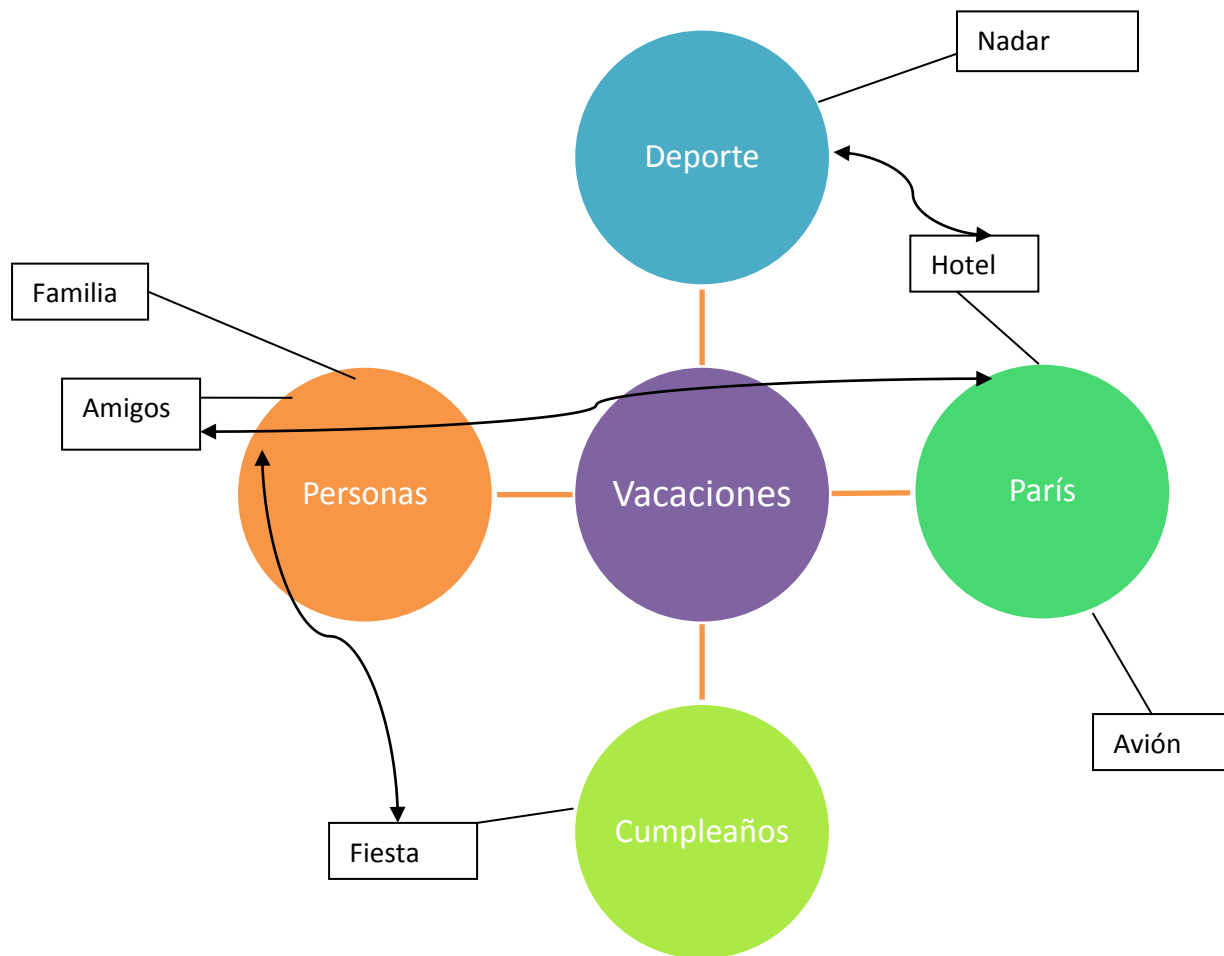 Nadar
Deporte
Hotel
Familia
Amigos
Personas
Vacaciones
París
Avión
Cumpleaños
Fiesta